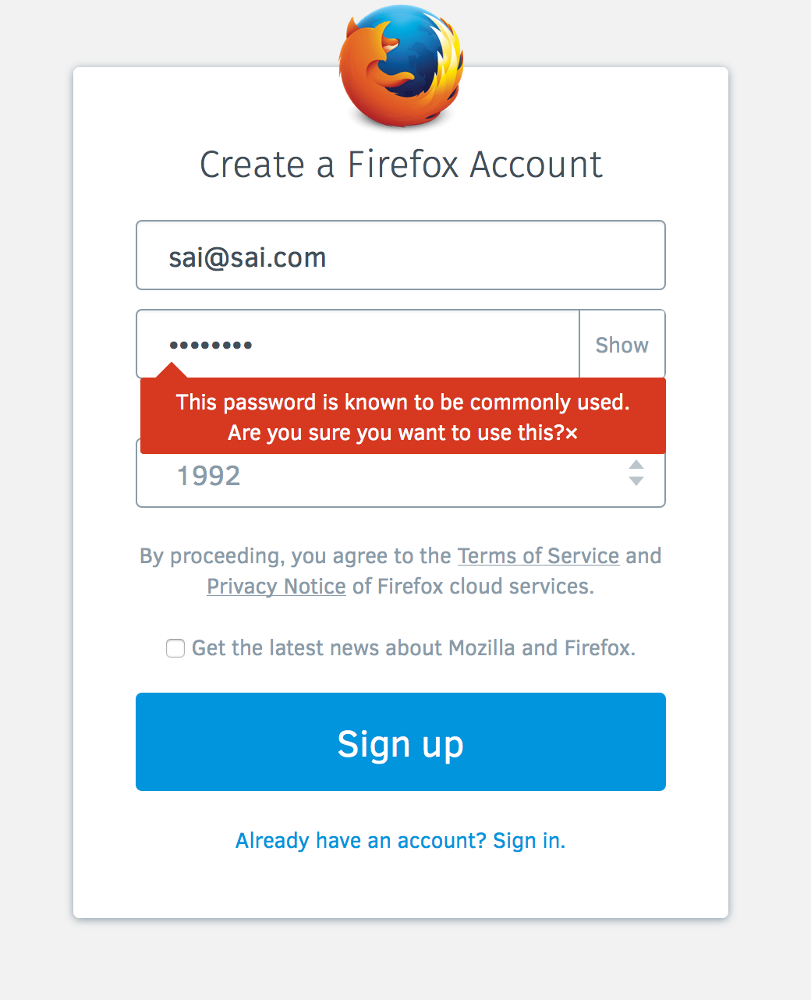 Create a Firefox Account
sai@sai.com
••••••••
Show
This password is known to be commonly used.
Are you sure you want to use this?×
1992
By proceeding, you agree to the Terms of Service and
Privacy Notice of Firefox cloud services.
Get the latest news about Mozilla and Firefox.
Sign up
Already have an account? Sign in.